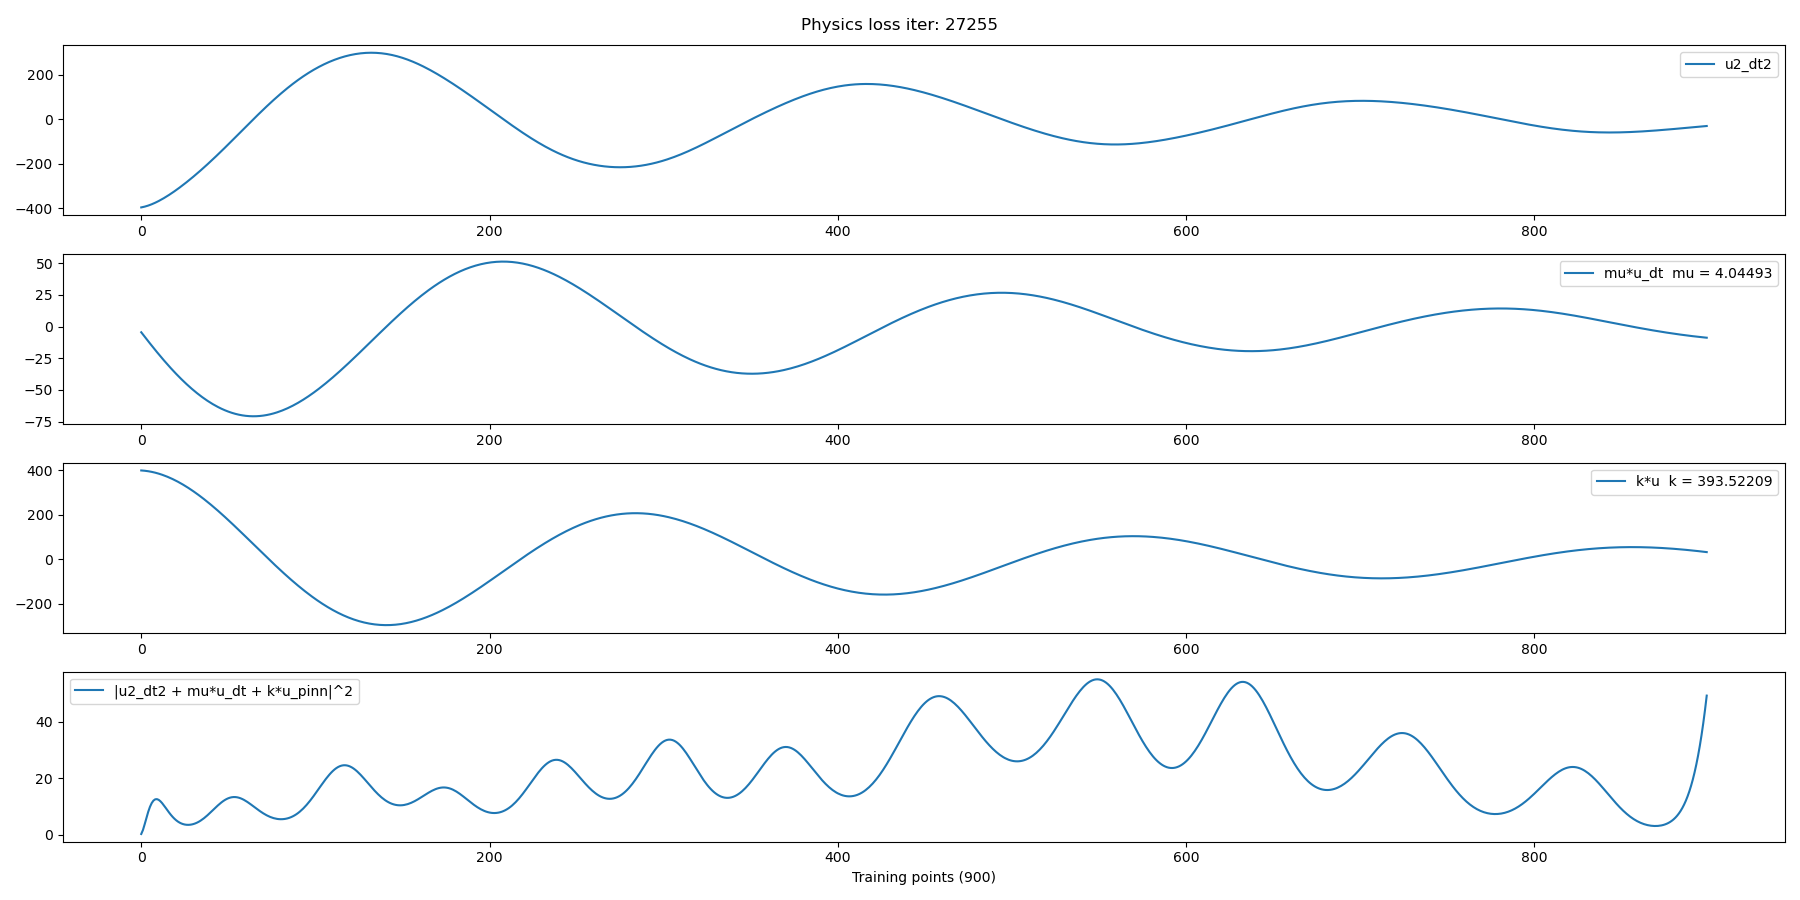 Physics loss iter: 27255
200
0
−200
−400
u2_dt2
0 200 400 600 800
50
25
0
−25
−50
−75
mu*u_dt mu = 4.04493
0 200 400 600 800
400
200
0
−200
k*u k = 393.52209
0 200 400 600 800
|u2_dt2 + mu*u_dt + k*u_pinn|^2
40
20
0
0 200 400 600 800
Training points (900)